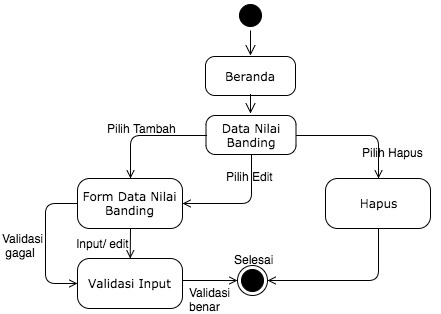 Beranda
Data Nilai
Banding
Pilih Tambah
Pilih Hapus
Pilih Edit
Form Data Nilai
Banding
Hapus
Validasi
gagal
Input/ edit
Selesai
Validasi Input
Validasi
benar